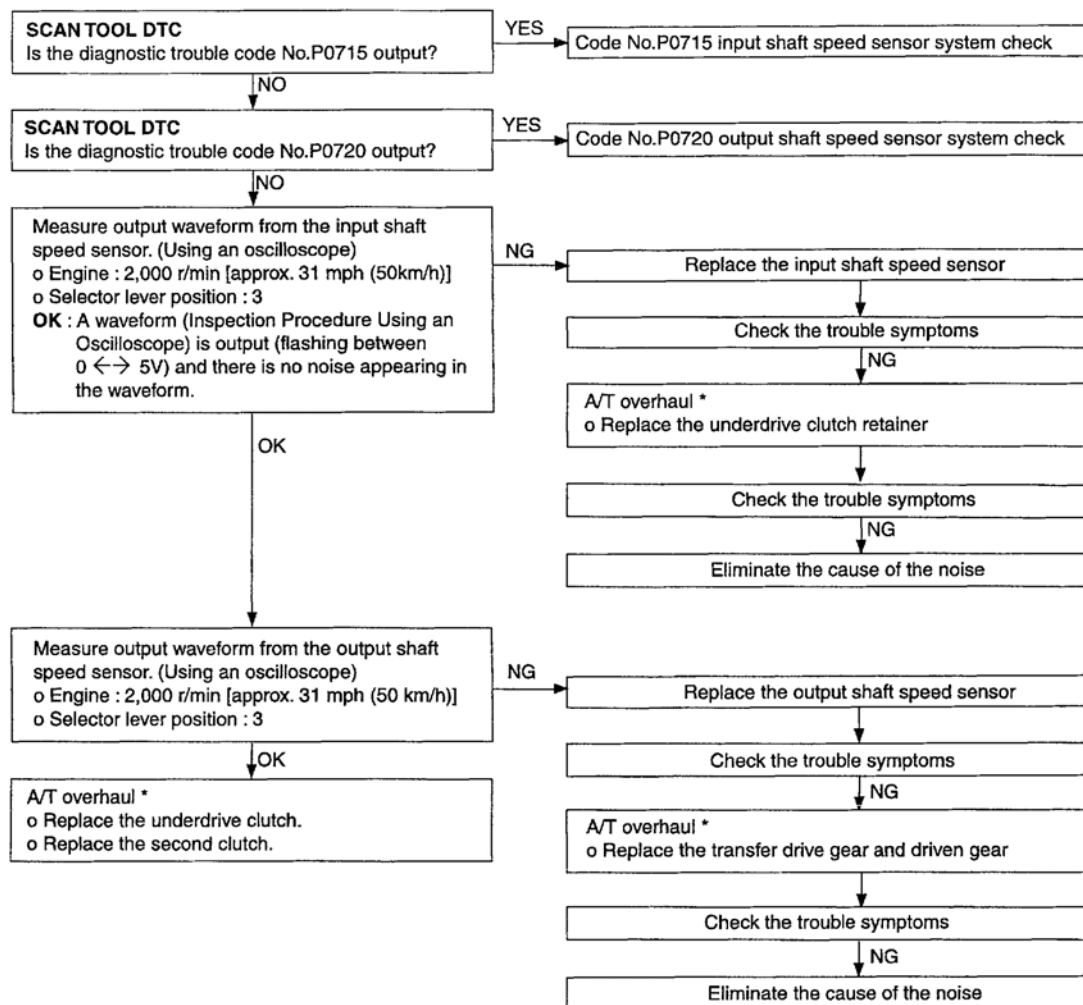 SCAN TOOL DTC
Is the diagnostic trouble code No.P0715 output?
YES
Code No.P0715 input shaft speed sensor system check
NO
SCAN TOOL DTC
Is the diagnostic trouble code No.P0720 output?
YES
Code No.P0720 output shaft speed sensor system check
NO
Measure output waveform from the input shaft
speed sensor. (Using an oscilloscope)
o Engine : 2,000 r/min [approx. 31 mph (50km/h)]
o Selector lever position : 3
OK : A waveform (Inspection Procedure Using an
Oscilloscope) is output (flashing between
0 ←→ 5V) and there is no noise appearing in
the waveform.
NG
Replace the input shaft speed sensor
Check the trouble symptoms
NG
A/T overhaul *
o Replace the underdrive clutch retainer
Check the trouble symptoms
NG
Eliminate the cause of the noise
OK
Measure output waveform from the output shaft
speed sensor. (Using an oscilloscope)
o Engine : 2,000 r/min [approx. 31 mph (50 km/h)]
o Selector lever position : 3
NG
Replace the output shaft speed sensor
Check the trouble symptoms
NG
A/T overhaul *
o Replace the transfer drive gear and driven gear
Check the trouble symptoms
NG
Eliminate the cause of the noise
OK
A/T overhaul *
o Replace the underdrive clutch.
o Replace the second clutch.